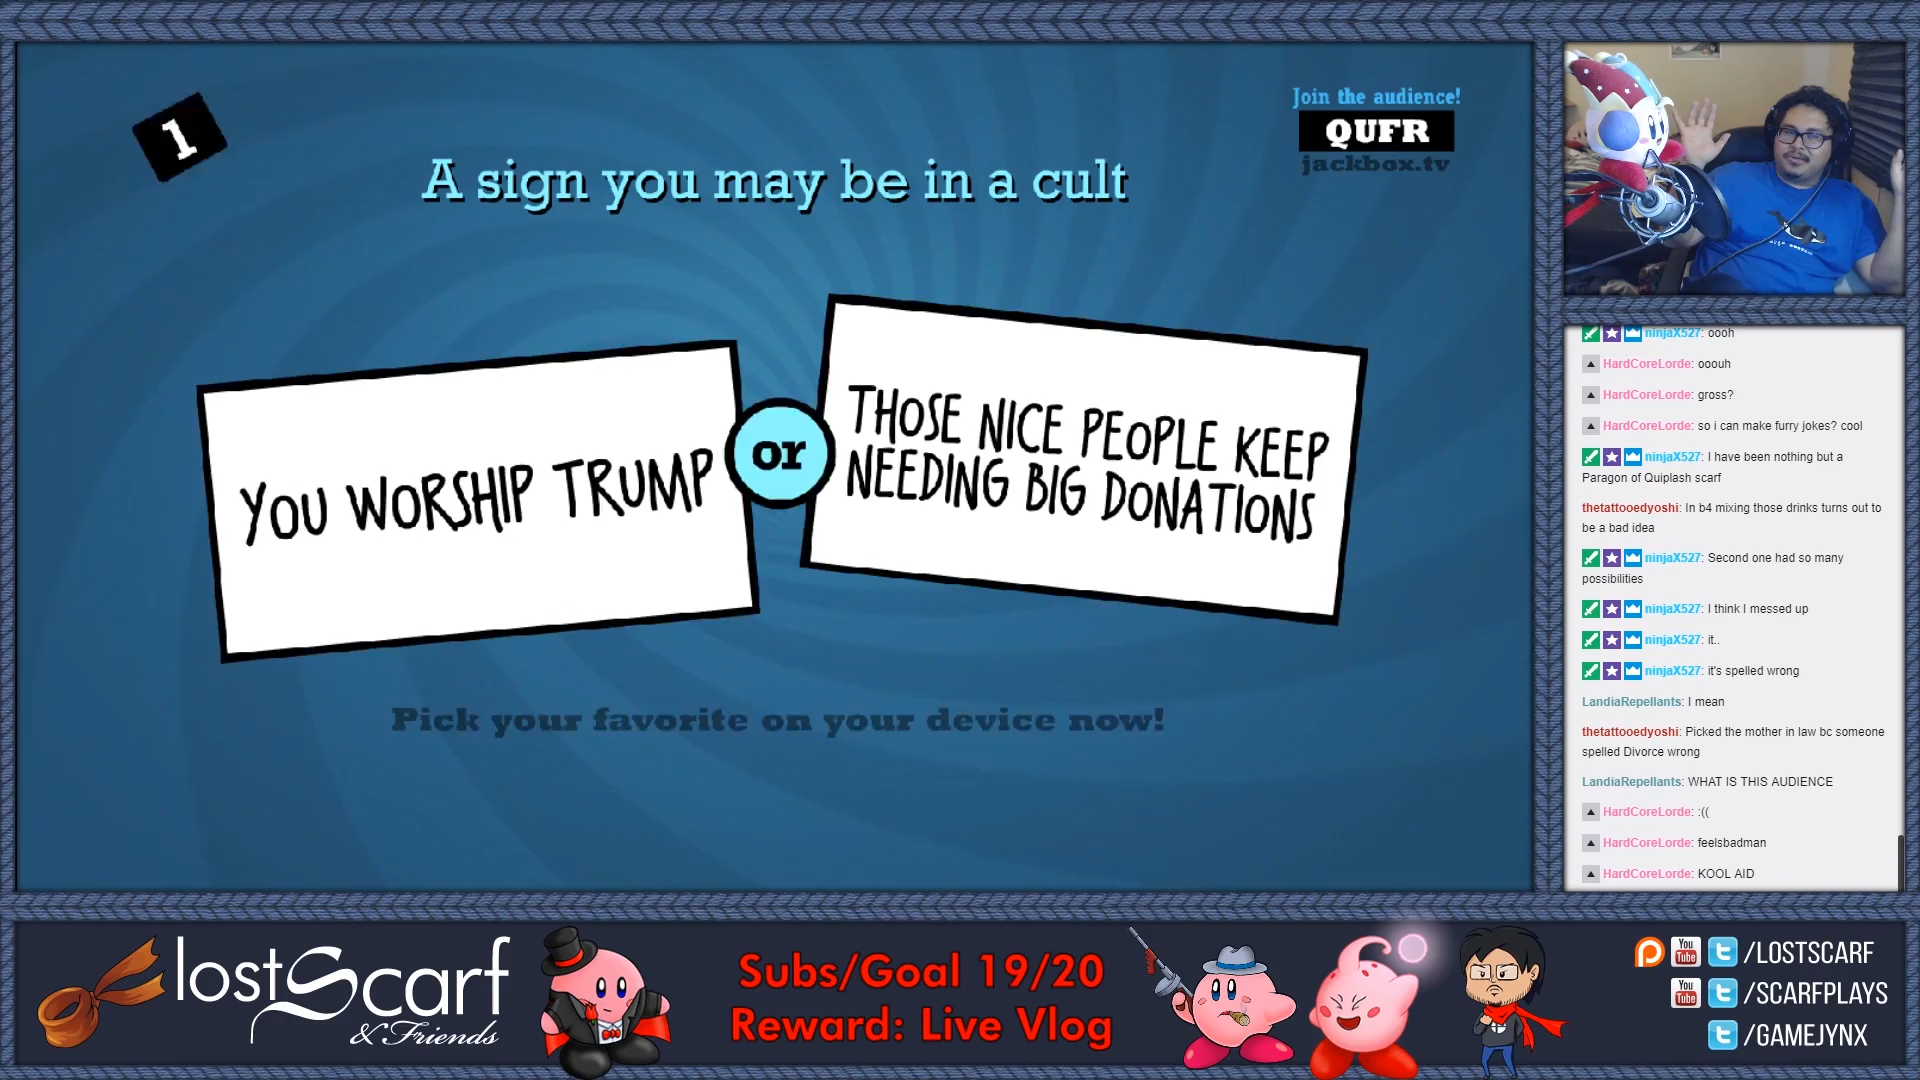 1
Join the audience!
QUFR
jackbox.tv
A sign you may be in a cult
YOU WORSHIP TRUMP
or
THOSE NICE PEOPLE KEEP
NEEDING BIG DONATIONS
Pick your favorite on your device now!
ninjaX527: oooh
HardCoreLorde: ooouh
HardCoreLorde: gross?
HardCoreLorde: so i can make furry jokes? cool
ninjaX527: I have been nothing but a
Paragon of Quiplash scarf
thetattooedyoshi: In b4 mixing those drinks turns out to
be a bad idea
ninjaX527: Second one had so many
possibilities
ninjaX527: I think I messed up
ninjaX527: it..
ninjaX527: it's spelled wrong
LandiaRepellants: I mean
thetattooedyoshi: Picked the mother in law bc someone
spelled Divorce wrong
LandiaRepellants: WHAT IS THIS AUDIENCE
HardCoreLorde: :((
HardCoreLorde: feelsbadman
HardCoreLorde: KOOL AID
lostScarf
& Friends
Subs/Goal 19/20
Reward: Live Vlog
You Tube /LOSTSCARF
You Tube /SCARFPLAYS
/GAMEJYNX